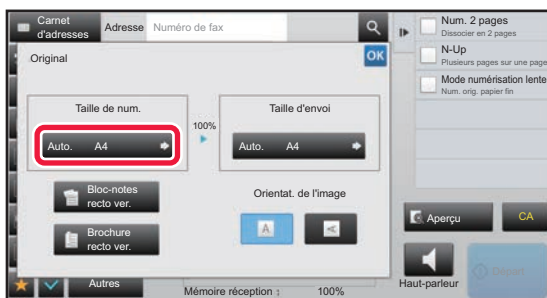 Carnet
d'adresses
Adresse
Numéro de fax
Original
OK
Taille de num.
Auto. A4
100%
Taille d'envoi
Auto. A4
Bloc-notes
recto ver.
Brochure
recto ver.
Orientat. de l'image
A
A
Autres
Mémoire réception :
100%
Num. 2 pages
Dissocier en 2 pages
N-Up
Plusieurs pages sur une page
Mode numérisation lente
Num. orig. papier fin
Aperçu
CA
Haut-parleur
Départ